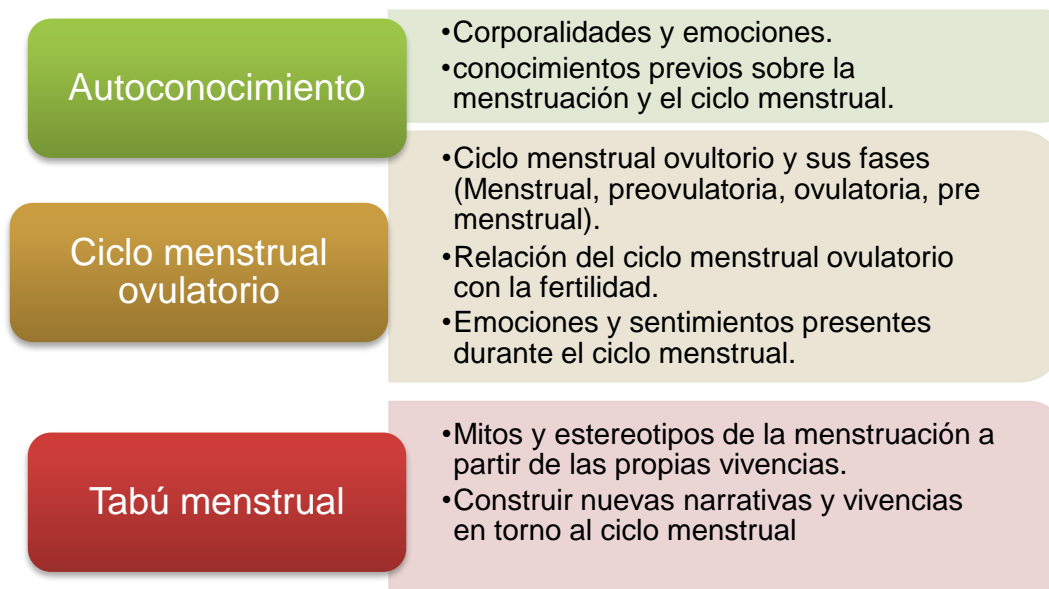 Autoconocimiento
•Corporalidades y emociones.
•conocimientos previos sobre la
menstruación y el ciclo menstrual.
Ciclo menstrual
ovulatorio
•Ciclo menstrual ovultorio y sus fases
(Menstrual, preovulatoria, ovulatoria, pre
menstrual).
•Relación del ciclo menstrual ovulatorio
con la fertilidad.
•Emociones y sentimientos presentes
durante el ciclo menstrual.
Tabú menstrual
•Mitos y estereotipos de la menstruación a
partir de las propias vivencias.
•Construir nuevas narrativas y vivencias
en torno al ciclo menstrual